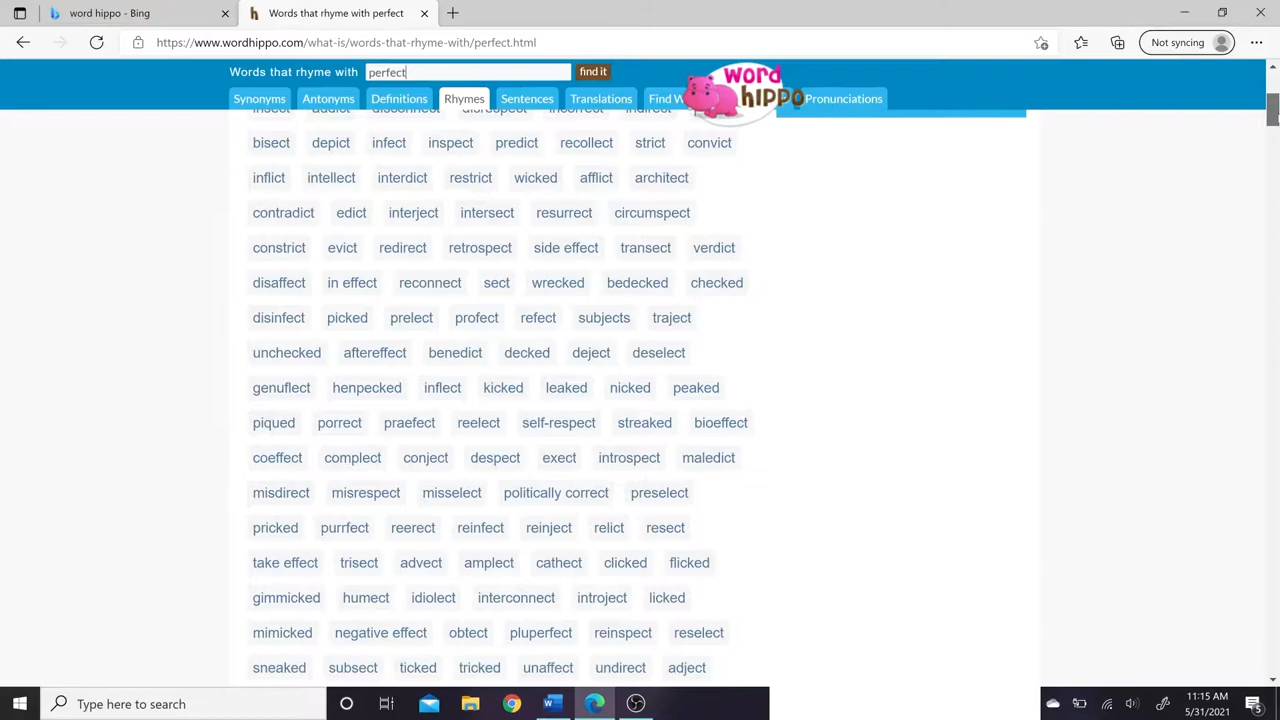 word hippo - Bing
Words that rhyme with perfect
https://www.wordhippo.com/what-is/words-that-rhyme-with/perfect.html
Not syncing
Words that rhyme with perfect find it
word hippo
Synonyms Antonyms Definitions Rhymes Sentences Translations Find W Pronunciations
insect addict disconnect disrespect incorrect indirect
bisect depict infect inspect predict recollect strict convict
inflict intellect interdict restrict wicked afflict architect
contradict edict interject intersect resurrect circumspect
constrict evict redirect retrospect side effect transect verdict
disaffect in effect reconnect sect wrecked bedecked checked
disinfect picked prelect profect refect subjects traject
unchecked aftereffect benedict decked deject deselect
genuflect henpecked inflect kicked leaked nicked peaked
piqued porrect praefect reelect self-respect streaked bioeffect
coeffect complect conject despect exect introspect maledict
misdirect misrespect misselect politically correct preselect
pricked purrfect reerect reinfect reinject relict resect
take effect trisect advect amplect cathect clicked flicked
gimmicked humect idiolect interconnect introject licked
mimicked negative effect obtect pluperfect reinspect reselect
sneaked subsect ticked tricked unaffect undirect adject
Type here to search
11:15 AM
5/31/2021
5